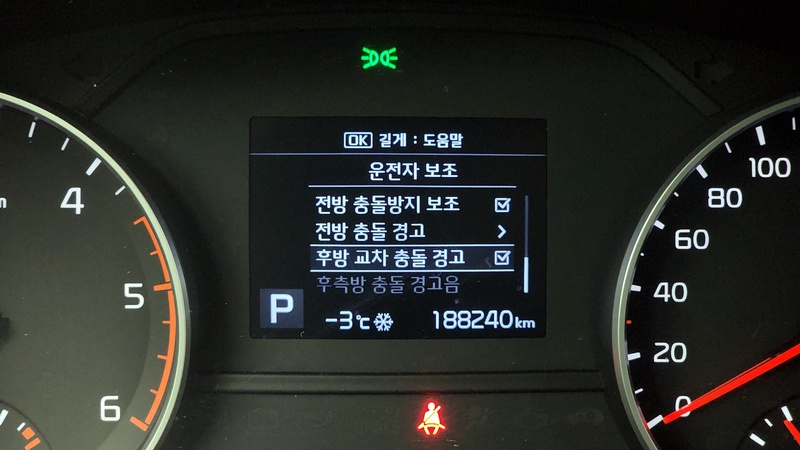 OK 길게 : 도움말
운전자 보조
전방 충돌방지 보조
전방 충돌 경고
후방 교차 충돌 경고
후측방 충돌 경고음
P
-3℃
188240km
4
5
6
100
80
60
40
20
0